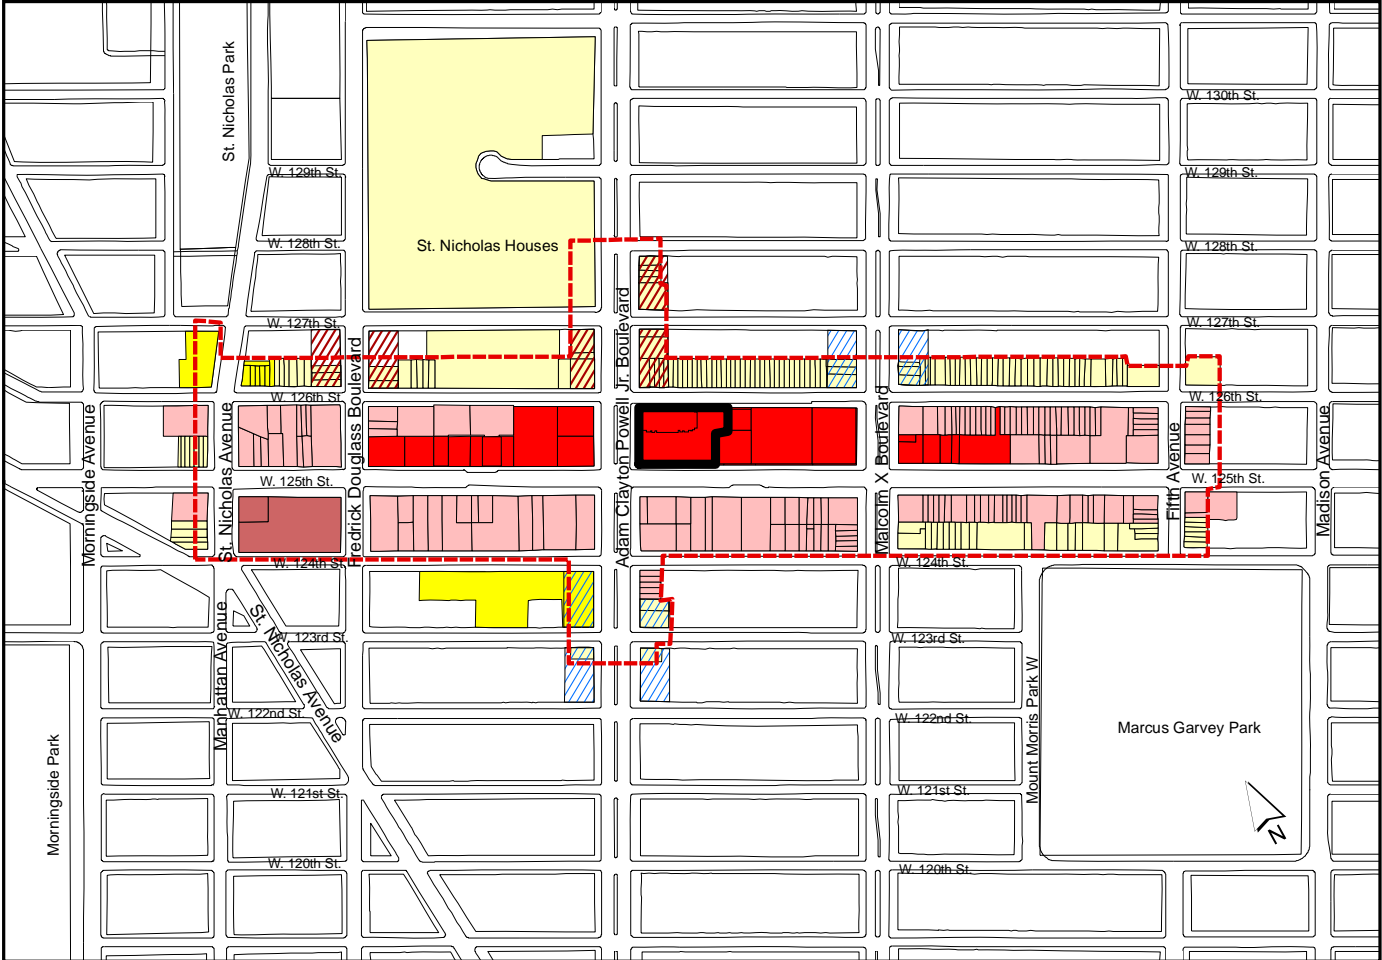 St. Nicholas Park
W. 130th St.
W. 129th St.
W. 129th St.
W. 128th St.
St. Nicholas Houses
W. 128th St.
W. 127th St.
W. 127th St.
W. 126th St.
W. 126th St.
Morningside Avenue
St. Nicholas Avenue
Fredrick Douglass Boulevard
Adam Clayton Powell Jr. Boulevard
Malcolm X Boulevard
Fifth Avenue
Madison Avenue
W. 125th St.
W. 125th St.
W. 124th St.
W. 124th St.
Manhattan Avenue
St. Nicholas Avenue
W. 123rd St.
W. 123rd St.
W. 122nd St.
W. 122nd St.
Mount Morris Park W
Marcus Garvey Park
Morningside Park
W. 121st St.
W. 121st St.
N
W. 120th St.
W. 120th St.